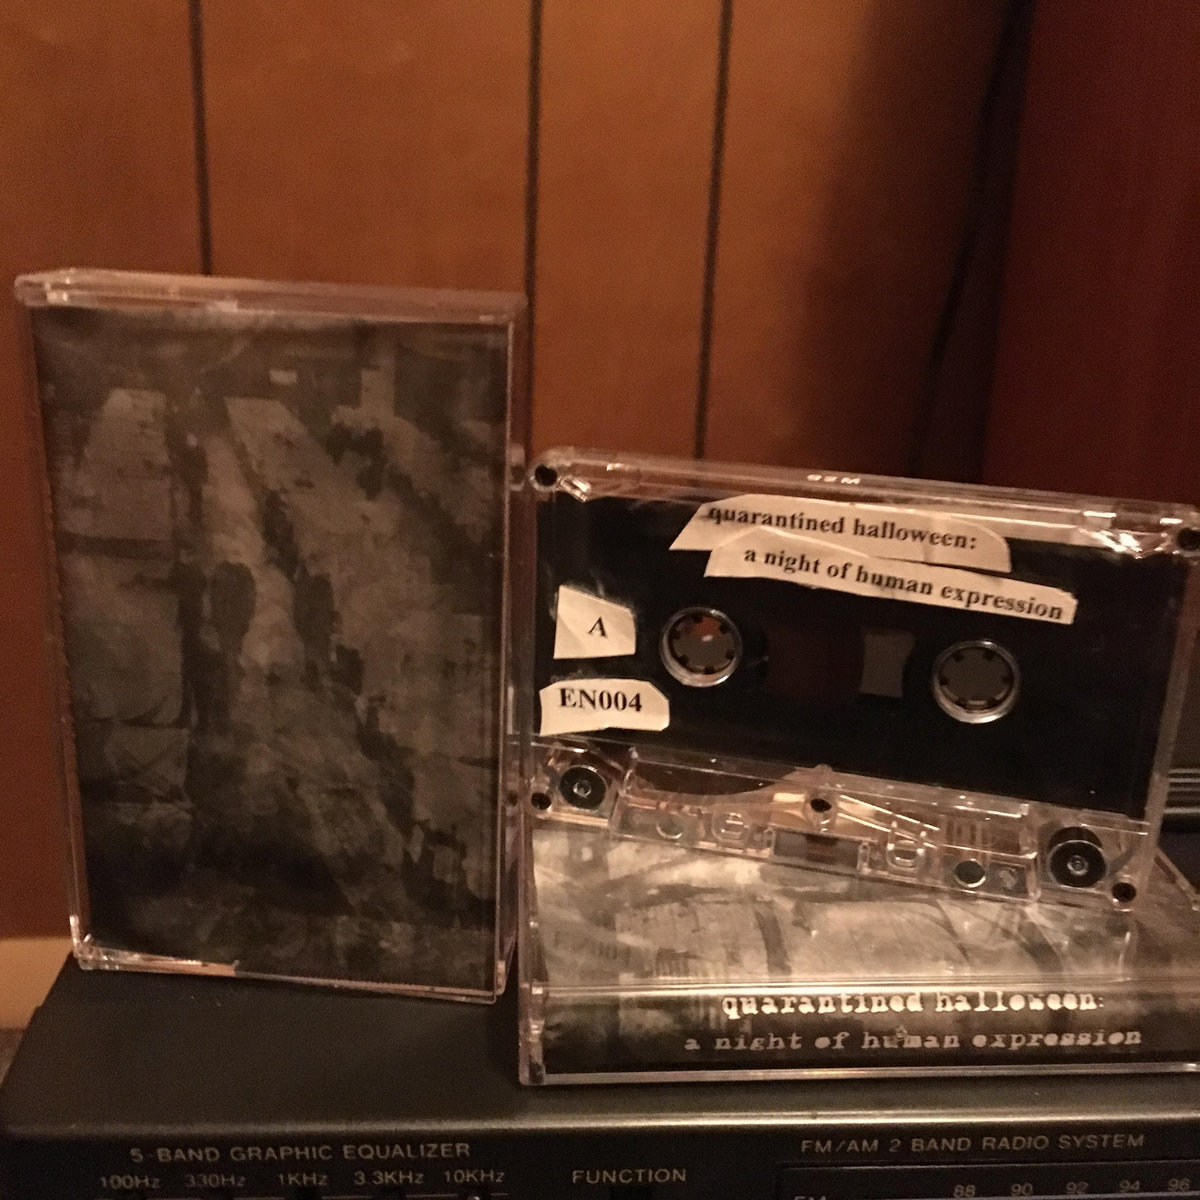 quarantined halloween:
a night of human expression
A
EN004
quarantined halloween:
a night of human expression
5-BAND GRAPHIC EQUALIZER
100Hz 330Hz 1KHz 3.3KHz 10KHz
FUNCTION
FM/AM 2 BAND RADIO SYSTEM
FM 88 90 92 94 96